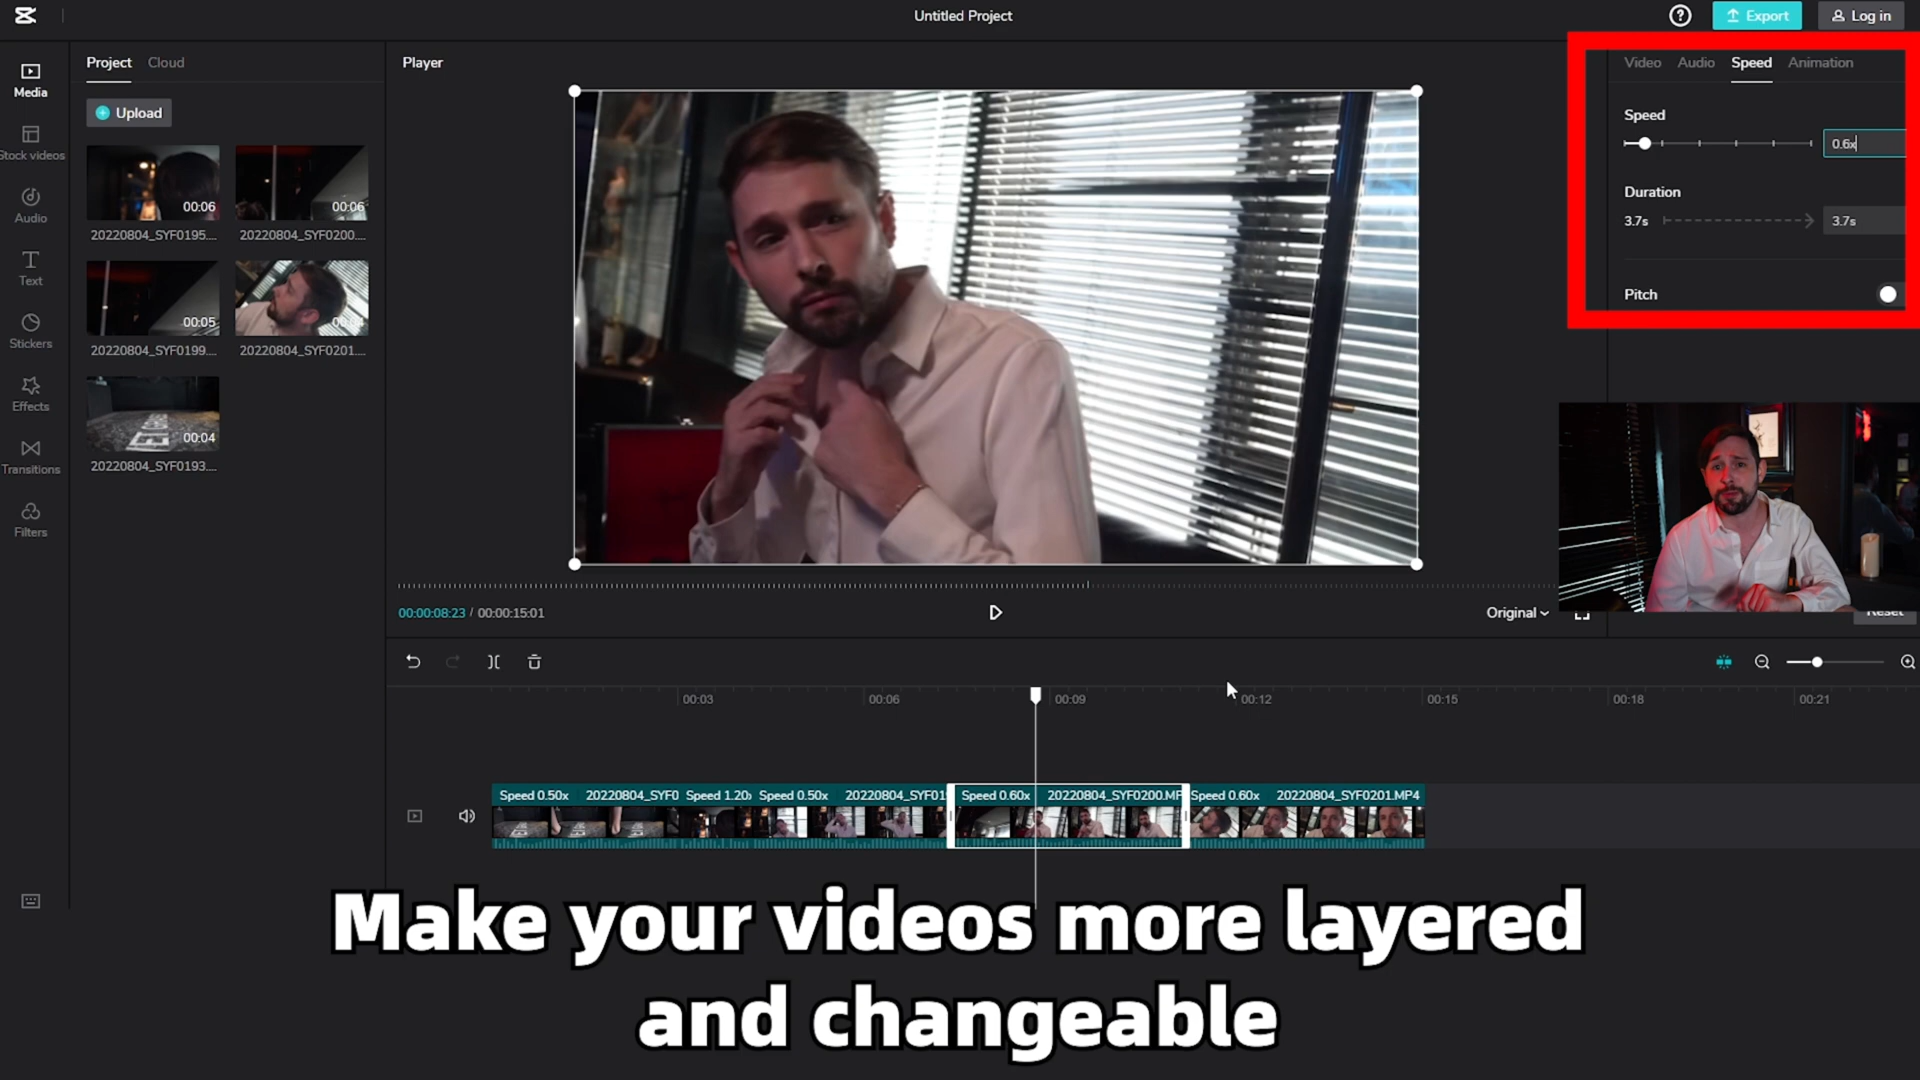 Untitled Project
Export
Log in
Media
Stock videos
Audio
Text
Stickers
Effects
Transitions
Filters
Project
Cloud
Upload
00:06
20220804_SYF0195....
00:06
20220804_SYF0200....
00:05
20220804_SYF0199....
20220804_SYF0201....
00:04
20220804_SYF0193....
Player
00:00:08:23 / 00:00:15:01
Original
Video Audio Speed Animation
Speed
0.6x
Duration
3.7s
3.7s
Pitch
Reset
00:03 00:06 00:09 00:12 00:15 00:18 00:21
Speed 0.50x 20220804_SYF0 Speed 1.20x Speed 0.50x 20220804_SYF01 Speed 0.60x 20220804_SYF0200.MP Speed 0.60x 20220804_SYF0201.MP4
Make your videos more layered
and changeable